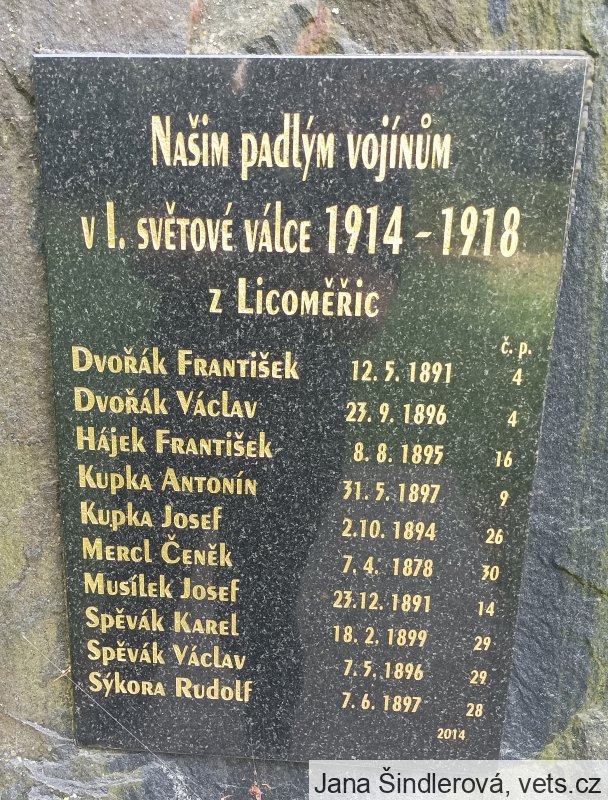 Našim padlým vojínům
v I. světové válce 1914 - 1918
z Licoměřic
č. p.
Dvořák František 12. 5. 1891 4
Dvořák Václav 23. 9. 1896 4
Hájek František 8. 8. 1895 16
Kupka Antonín 31. 5. 1897 9
Kupka Josef 2. 10. 1894 26
Mercl Čeněk 7. 4. 1878 30
Musílek Josef 23. 12. 1891 14
Spěvák Karel 18. 2. 1899 29
Spěvák Václav 7. 5. 1896 29
Sýkora Rudolf 7. 6. 1897 28
2014
Jana Šindlerová, vets.cz